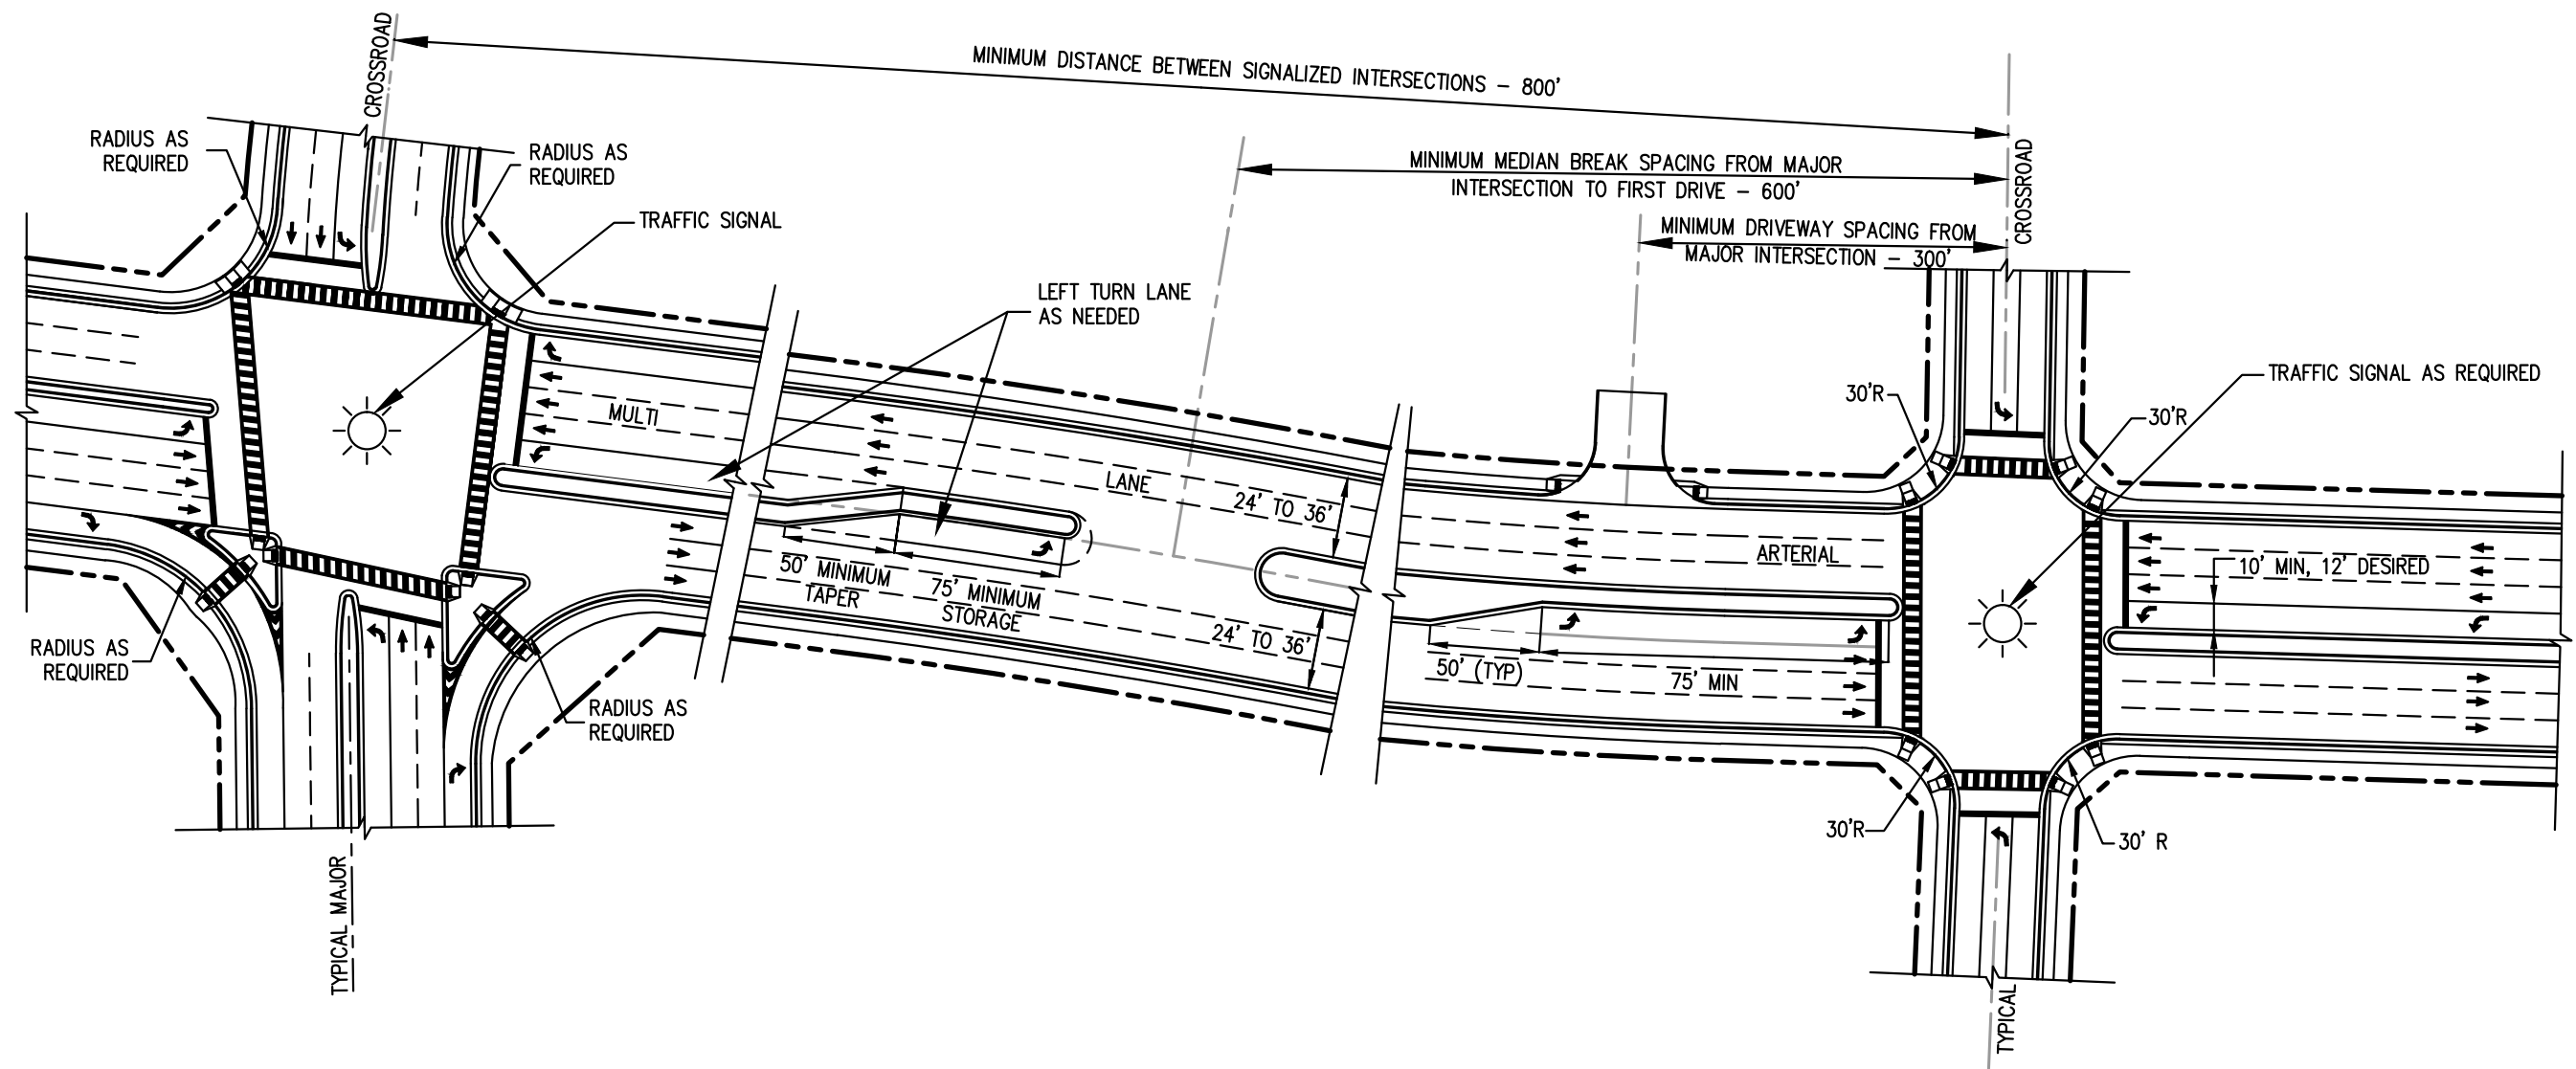 CROSSROAD
MINIMUM DISTANCE BETWEEN SIGNALIZED INTERSECTIONS - 800'
RADIUS AS
REQUIRED
RADIUS AS
REQUIRED
TRAFFIC SIGNAL
MINIMUM MEDIAN BREAK SPACING FROM MAJOR
INTERSECTION TO FIRST DRIVE - 600'
CROSSROAD
MINIMUM DRIVEWAY SPACING FROM
MAJOR INTERSECTION - 300'
LEFT TURN LANE
AS NEEDED
TRAFFIC SIGNAL AS REQUIRED
30'R
30'R
MULTI
LANE
24' TO 36'
ARTERIAL
10' MIN, 12' DESIRED
50' MINIMUM
TAPER
75' MINIMUM
STORAGE
24' TO 36'
50' (TYP)
75' MIN
RADIUS AS
REQUIRED
RADIUS AS
REQUIRED
30'R
30' R
TYPICAL MAJOR
TYPICAL